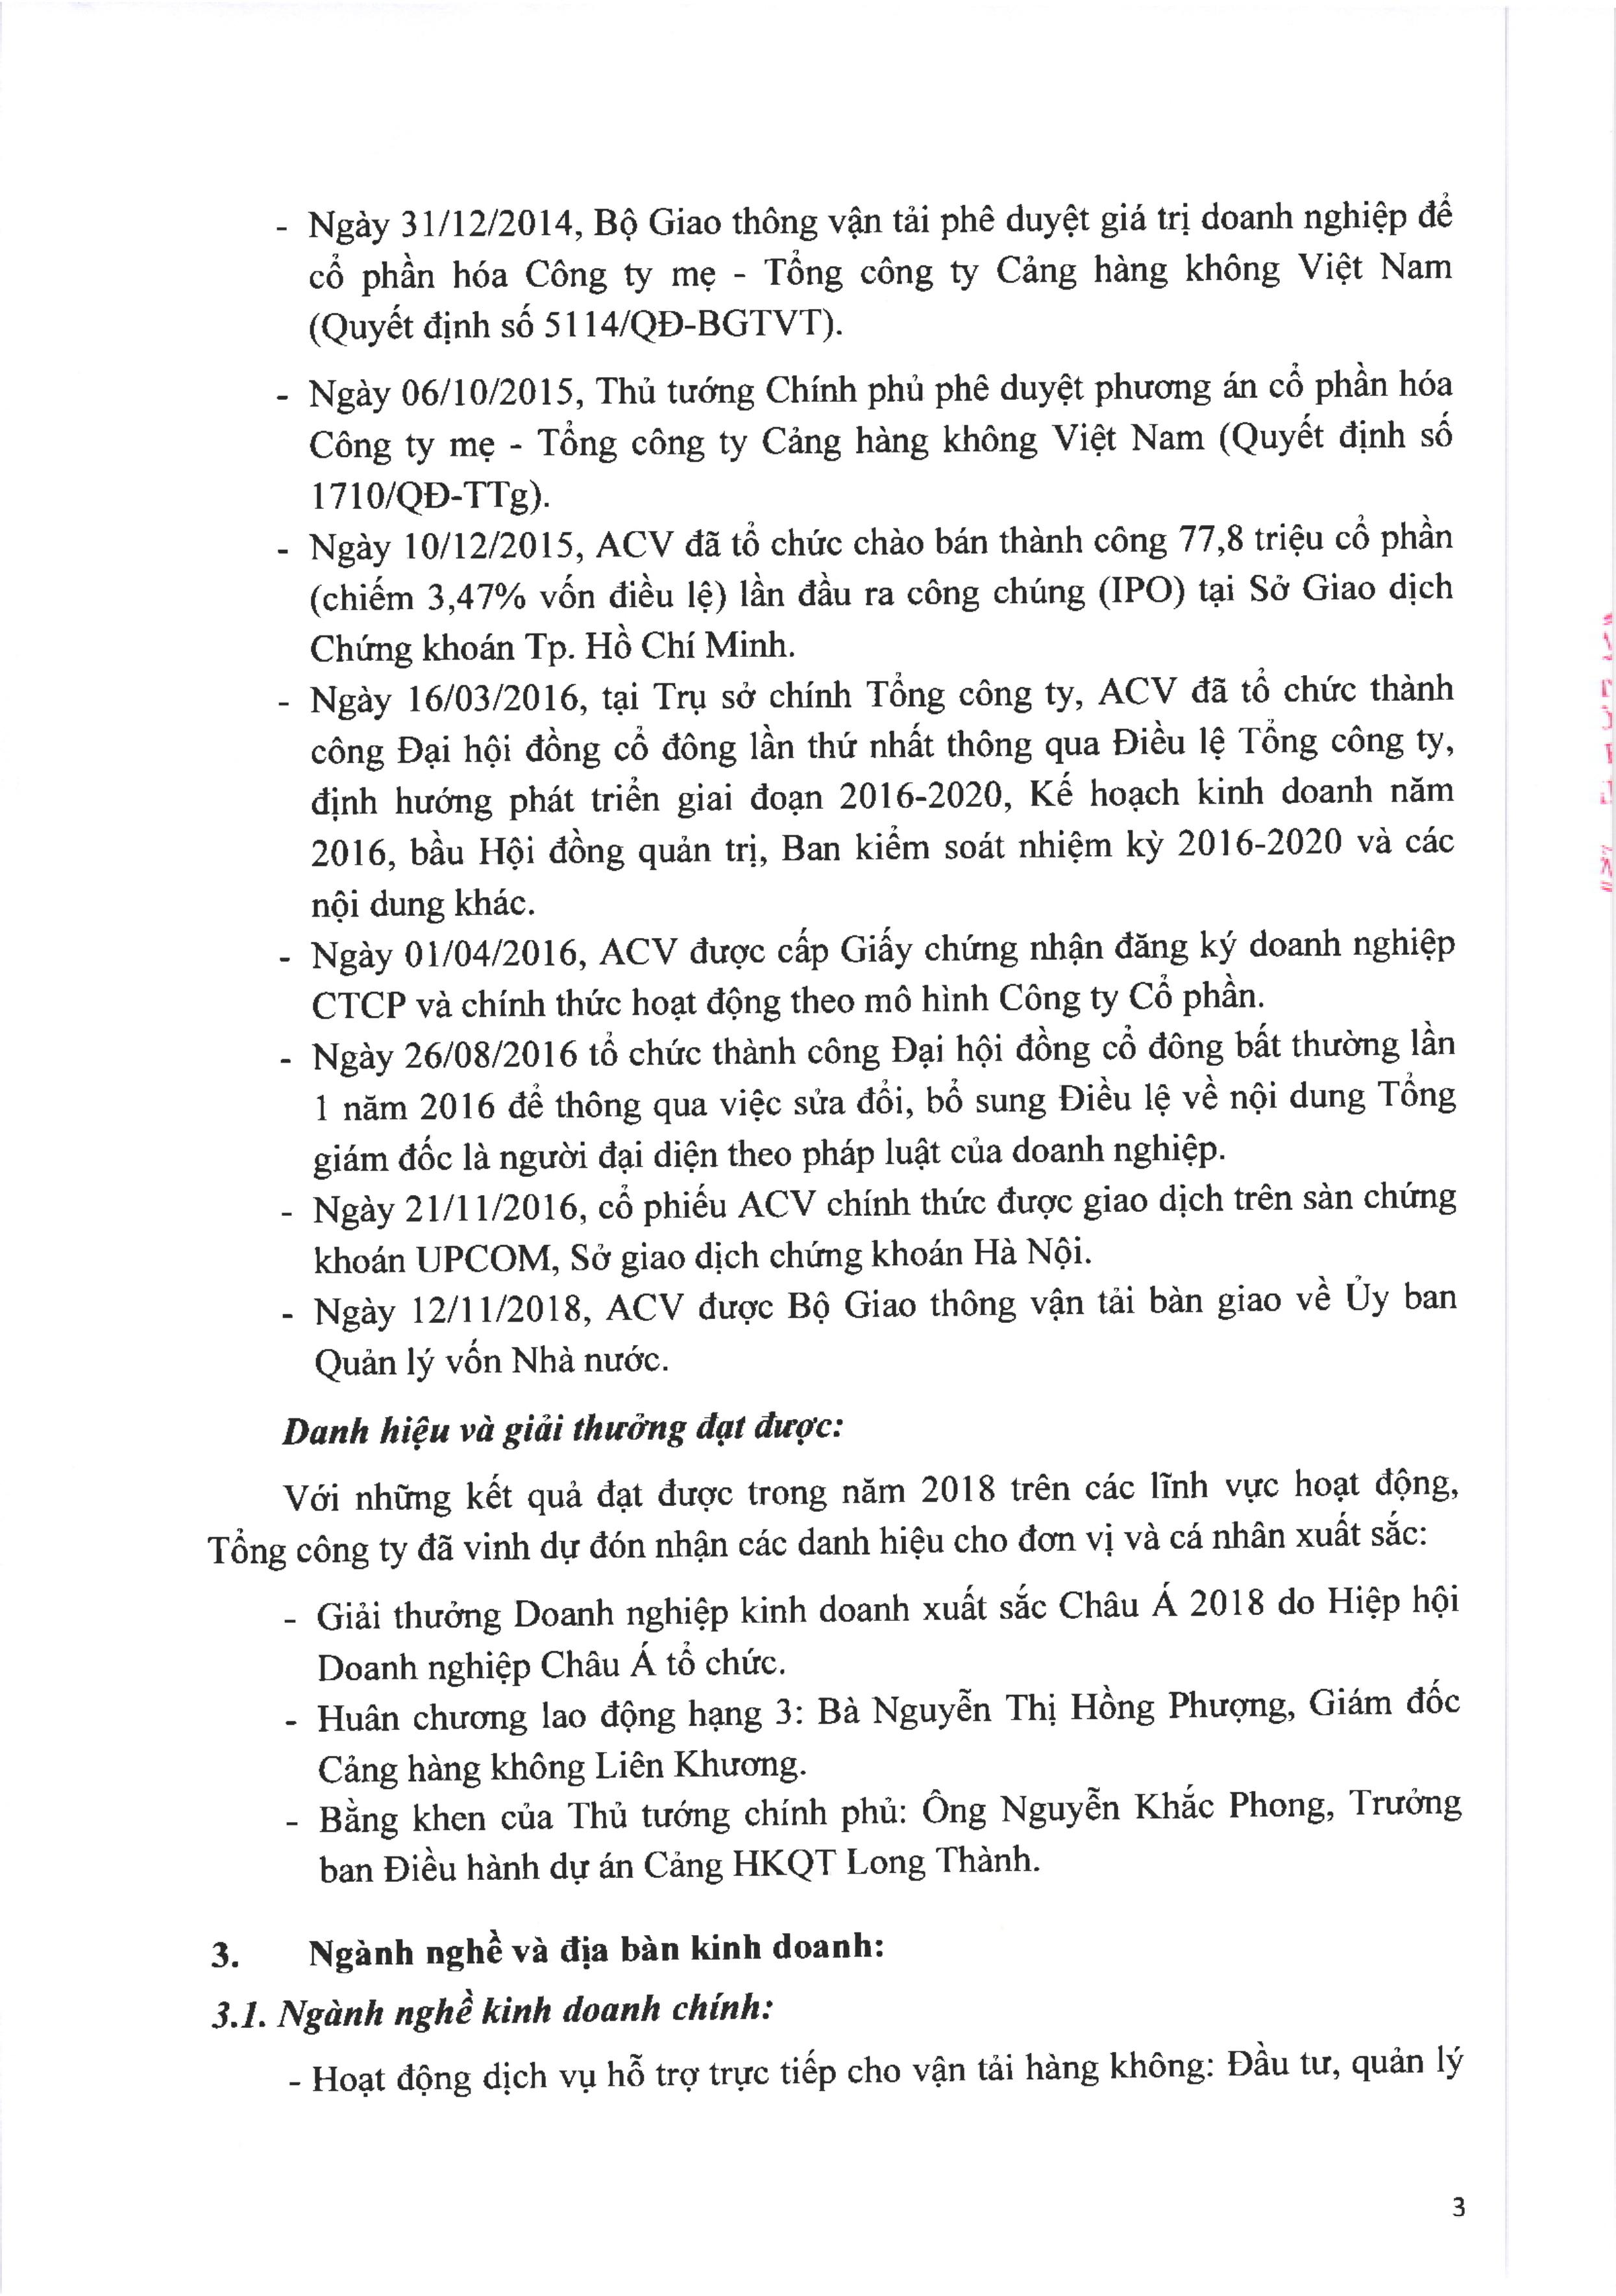 - Ngày 31/12/2014, Bộ Giao thông vận tải phê duyệt giá trị doanh nghiệp để
cổ phần hóa Công ty mẹ - Tổng công ty Cảng hàng không Việt Nam
(Quyết định số 5114/QĐ-BGTVT).
- Ngày 06/10/2015, Thủ tướng Chính phủ phê duyệt phương án cổ phần hóa
Công ty mẹ - Tổng công ty Cảng hàng không Việt Nam (Quyết định số
1710/QĐ-TTg).
- Ngày 10/12/2015, ACV đã tổ chức chào bán thành công 77,8 triệu cổ phần
(chiếm 3,47% vốn điều lệ) lần đầu ra công chúng (IPO) tại Sở Giao dịch
Chứng khoán Tp. Hồ Chí Minh.
- Ngày 16/03/2016, tại Trụ sở chính Tổng công ty, ACV đã tổ chức thành
công Đại hội đồng cổ đông lần thứ nhất thông qua Điều lệ Tổng công ty,
định hướng phát triển giai đoạn 2016-2020, Kế hoạch kinh doanh năm
2016, bầu Hội đồng quản trị, Ban kiểm soát nhiệm kỳ 2016-2020 và các
nội dung khác.
- Ngày 01/04/2016, ACV được cấp Giấy chứng nhận đăng ký doanh nghiệp
CTCP và chính thức hoạt động theo mô hình Công ty Cổ phần.
- Ngày 26/08/2016 tổ chức thành công Đại hội đồng cổ đông bất thường lần
1 năm 2016 để thông qua việc sửa đổi, bổ sung Điều lệ về nội dung Tổng
giám đốc là người đại diện theo pháp luật của doanh nghiệp.
- Ngày 21/11/2016, cổ phiếu ACV chính thức được giao dịch trên sàn chứng
khoán UPCOM, Sở giao dịch chứng khoán Hà Nội.
- Ngày 12/11/2018, ACV được Bộ Giao thông vận tải bàn giao về Ủy ban
Quản lý vốn Nhà nước.
Danh hiệu và giải thưởng đạt được:
Với những kết quả đạt được trong năm 2018 trên các lĩnh vực hoạt động,
Tổng công ty đã vinh dự đón nhận các danh hiệu cho đơn vị và cá nhân xuất sắc:
- Giải thưởng Doanh nghiệp kinh doanh xuất sắc Châu Á 2018 do Hiệp hội
Doanh nghiệp Châu Á tổ chức.
- Huân chương lao động hạng 3: Bà Nguyễn Thị Hồng Phượng, Giám đốc
Cảng hàng không Liên Khương.
- Bằng khen của Thủ tướng chính phủ: Ông Nguyễn Khắc Phong, Trưởng
ban Điều hành dự án Cảng HKQT Long Thành.
3. Ngành nghề và địa bàn kinh doanh:
3.1. Ngành nghề kinh doanh chính:
- Hoạt động dịch vụ hỗ trợ trực tiếp cho vận tải hàng không: Đầu tư, quản lý
3